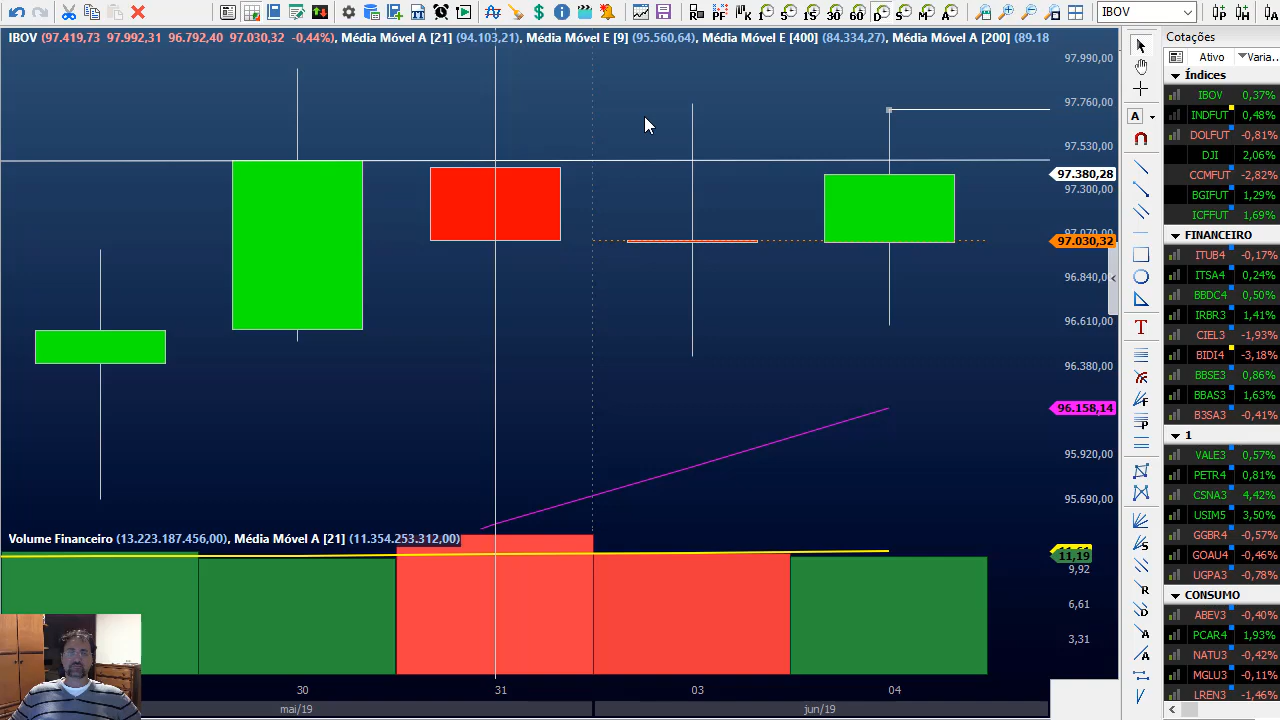 15 30 60 D S M A IBOV
IBOV (97.419,73 97.992,31 96.792,40 97.030,32 -0,44%), Média Móvel A [21] (94.103,21), Média Móvel E [9] (95.560,64), Média Móvel E [400] (84.334,27), Média Móvel A [200] (89.18
97.990,00
97.760,00
97.530,00
97.380,28
97.300,00
97.070,00
97.030,32
96.840,00
96.610,00
96.380,00
96.158,14
95.920,00
95.690,00
Volume Financeiro (13.223.187.456,00), Média Móvel A [21] (11.354.253.312,00)
11,19
9,92
6,61
3,31
30 31 03 04
mai/19 jun/19
Cotações
Ativo Varia...
Índices
IBOV 0,37%
INDFUT 0,48%
DOLFUT -0,81%
DJI 2,06%
CCMFUT -2,82%
BGIFUT 1,29%
ICFFUT 1,69%
FINANCEIRO
ITUB4 -0,17%
ITSA4 0,24%
BBDC4 0,50%
IRBR3 1,41%
CIEL3 -1,93%
BIDI4 -3,18%
BBSE3 0,86%
BBAS3 1,63%
B3SA3 -0,41%
1
VALE3 0,57%
PETR4 0,81%
CSNA3 4,42%
USIM5 3,50%
GGBR4 -0,57%
GOAU4 -0,46%
UGPA3 -0,78%
CONSUMO
ABEV3 -0,40%
PCAR4 1,93%
NATU3 -0,42%
MGLU3 -0,11%
LREN3 -1,46%